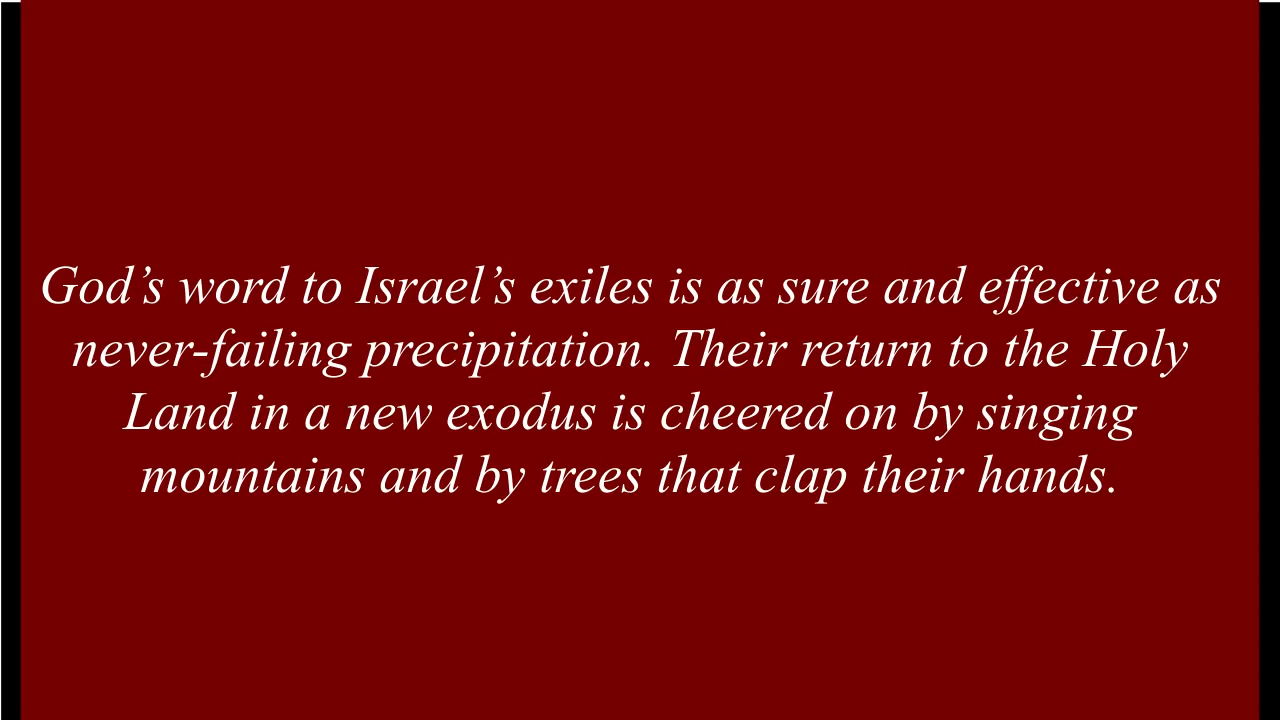 God’s word to Israel’s exiles is as sure and effective as
never-failing precipitation. Their return to the Holy
Land in a new exodus is cheered on by singing
mountains and by trees that clap their hands.